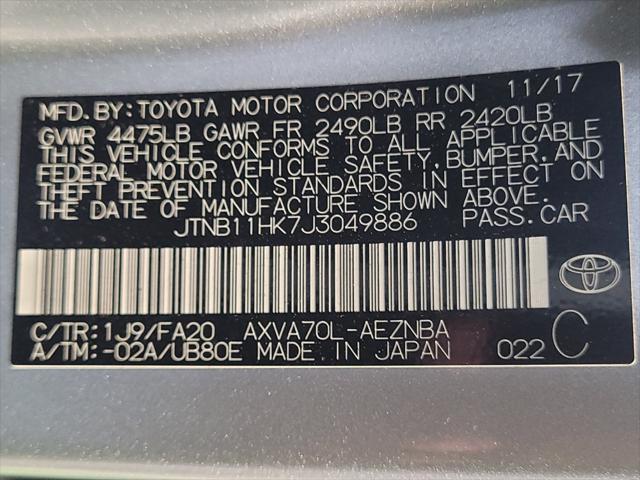 MFD. BY: TOYOTA MOTOR CORPORATION 11/17
GVWR 4475LB GAWR FR 2490LB RR 2420LB
THIS VEHICLE CONFORMS TO ALL APPLICABLE
FEDERAL MOTOR VEHICLE SAFETY, BUMPER, AND
THEFT PREVENTION STANDARDS IN EFFECT ON
THE DATE OF MANUFACTURE SHOWN ABOVE.
JTNB11HK7J3049886 PASS. CAR
C/TR: 1J9/FA20 AXVA70L-AEZNBA
A/TM: -02A/UB80E MADE IN JAPAN 022 C